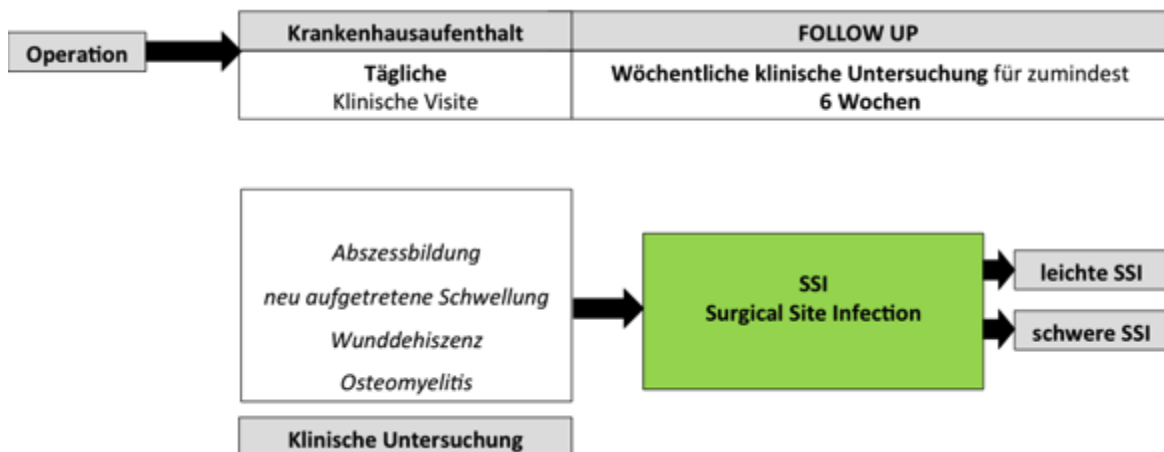 Operation
Krankenhausaufenthalt
FOLLOW UP
Tägliche
Klinische Visite
Wöchentliche klinische Untersuchung für zumindest
6 Wochen
Abszessbildung
neu aufgetretene Schwellung
Wunddehiszenz
Osteomyelitis
SSI
Surgical Site Infection
leichte SSI
schwere SSI
Klinische Untersuchung